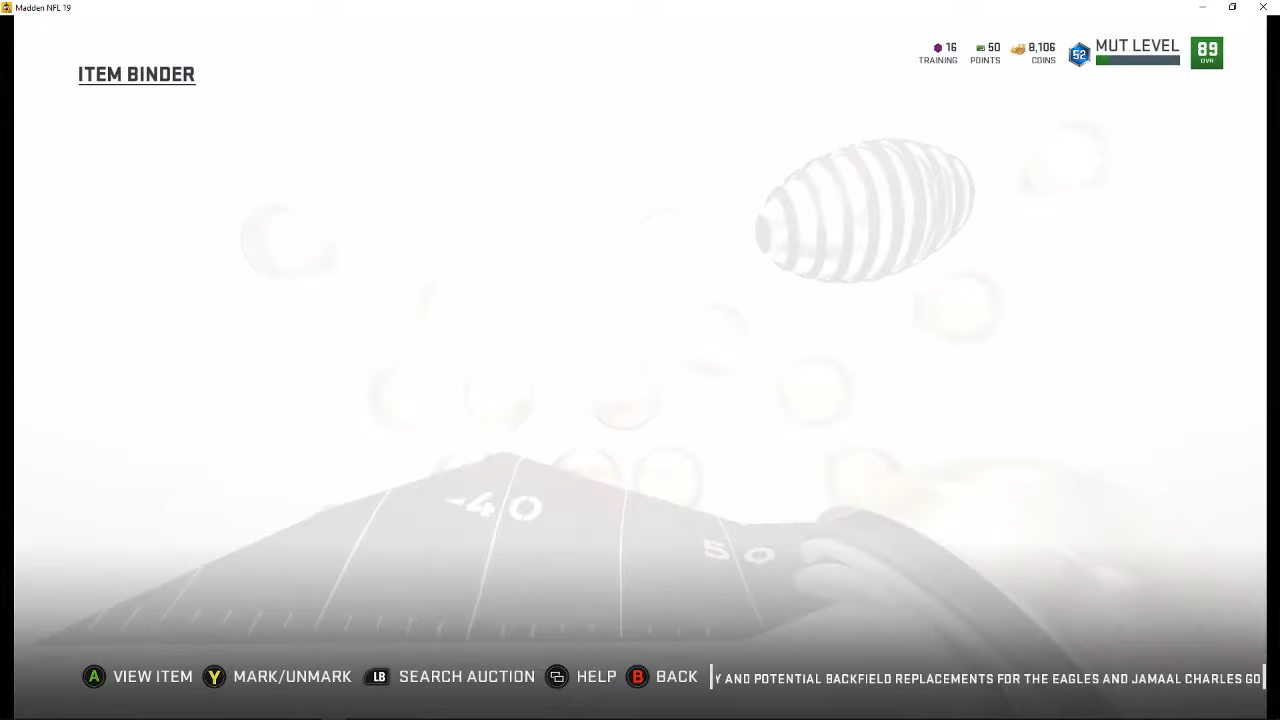 Madden NFL 19
ITEM BINDER
16 50 8,106 52 MUT LEVEL 89
TRAINING POINTS COINS OVR
-40
50
A VIEW ITEM Y MARK/UNMARK LB SEARCH AUCTION HELP B BACK Y AND POTENTIAL BACKFIELD REPLACEMENTS FOR THE EAGLES AND JAMAAL CHARLES GO